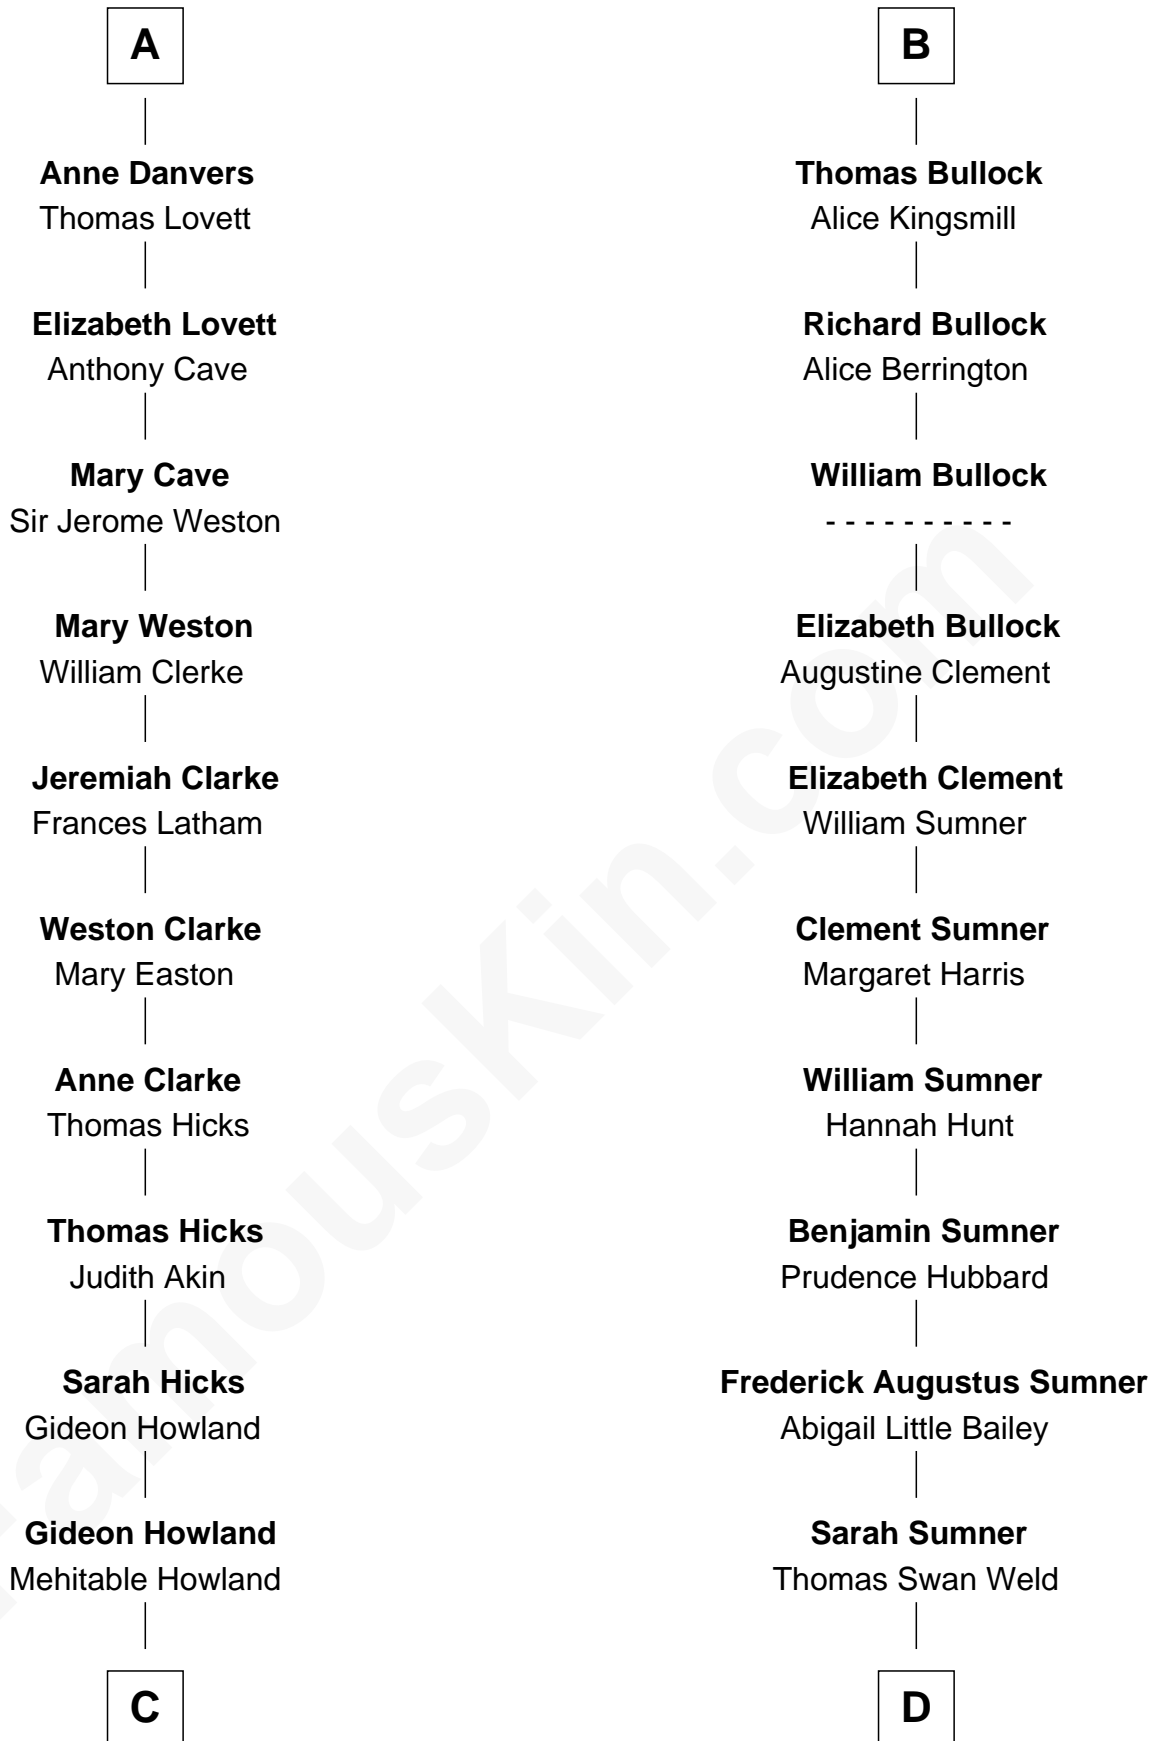 A
Anne Danvers
Thomas Lovett
Elizabeth Lovett
Anthony Cave
Mary Cave
Sir Jerome Weston
Mary Weston
William Clerke
Jeremiah Clarke
Frances Latham
Weston Clarke
Mary Easton
Anne Clarke
Thomas Hicks
Thomas Hicks
Judith Akin
Sarah Hicks
Gideon Howland
Gideon Howland
Mehitable Howland
C
B
Thomas Bullock
Alice Kingsmill
Richard Bullock
Alice Berrington
William Bullock
- - - - - - - - - -
Elizabeth Bullock
Augustine Clement
Elizabeth Clement
William Sumner
Clement Sumner
Margaret Harris
William Sumner
Hannah Hunt
Benjamin Sumner
Prudence Hubbard
Frederick Augustus Sumner
Abigail Little Bailey
Sarah Sumner
Thomas Swan Weld
D
FamousKin.com